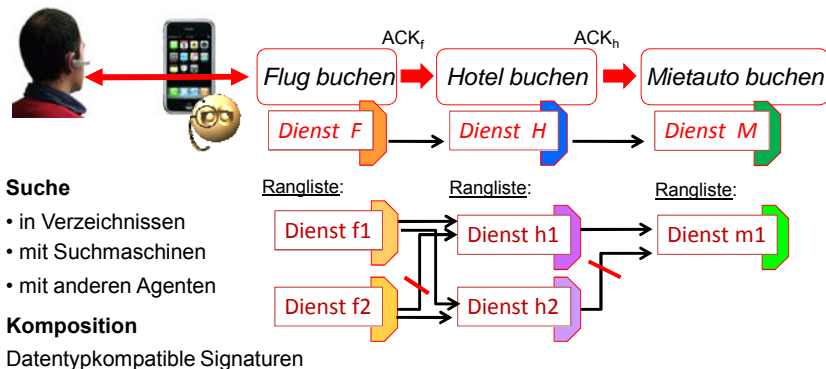 ACKf
ACKh
Flug buchen
Hotel buchen
Mietauto buchen
Dienst F
Dienst H
Dienst M
Suche
• in Verzeichnissen
• mit Suchmaschinen
• mit anderen Agenten
Komposition
Datentypkompatible Signaturen
Rangliste:
Rangliste:
Rangliste:
Dienst f1
Dienst h1
Dienst m1
Dienst f2
Dienst h2